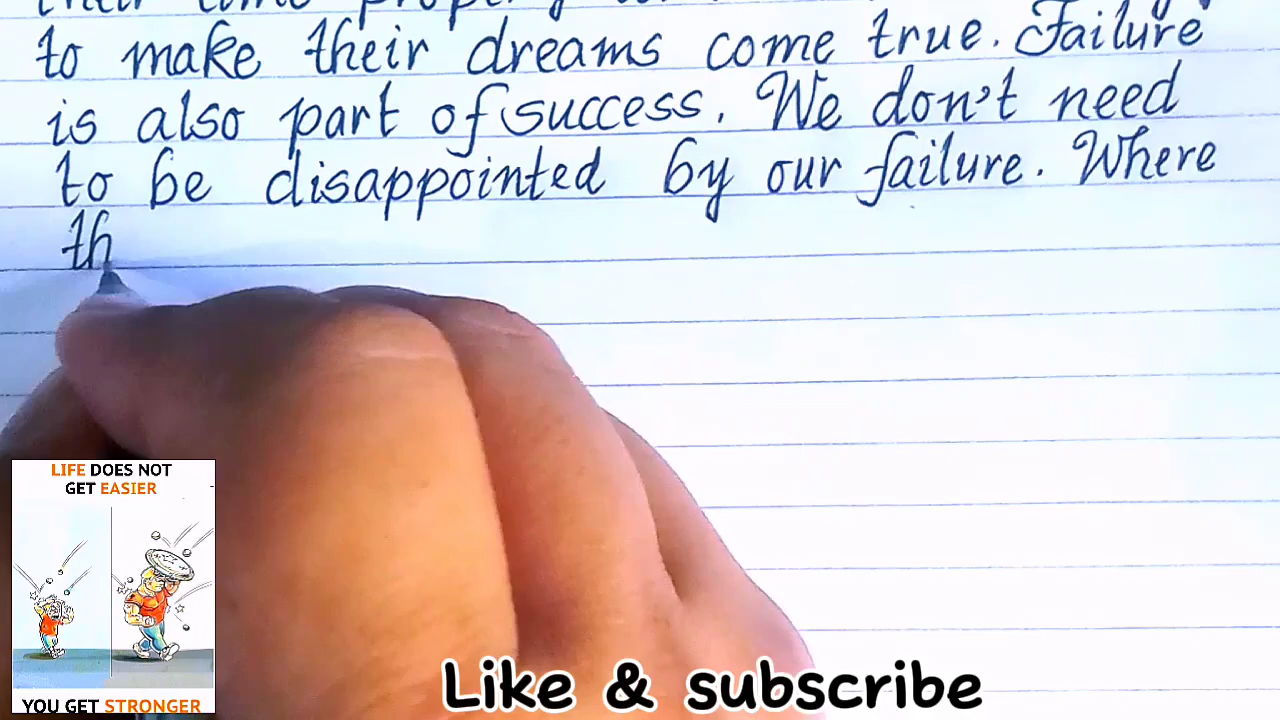 to make their dreams come true. Failure
is also part of success. We don't need
to be disappointed by our failure. Where
th
LIFE DOES NOT
GET EASIER
YOU GET STRONGER
Like & subscribe